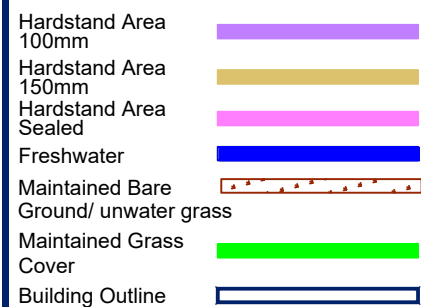 Hardstand Area
100mm
Hardstand Area
150mm
Hardstand Area
Sealed
Freshwater
Maintained Bare
Ground/ unwater grass
Maintained Grass
Cover
Building Outline